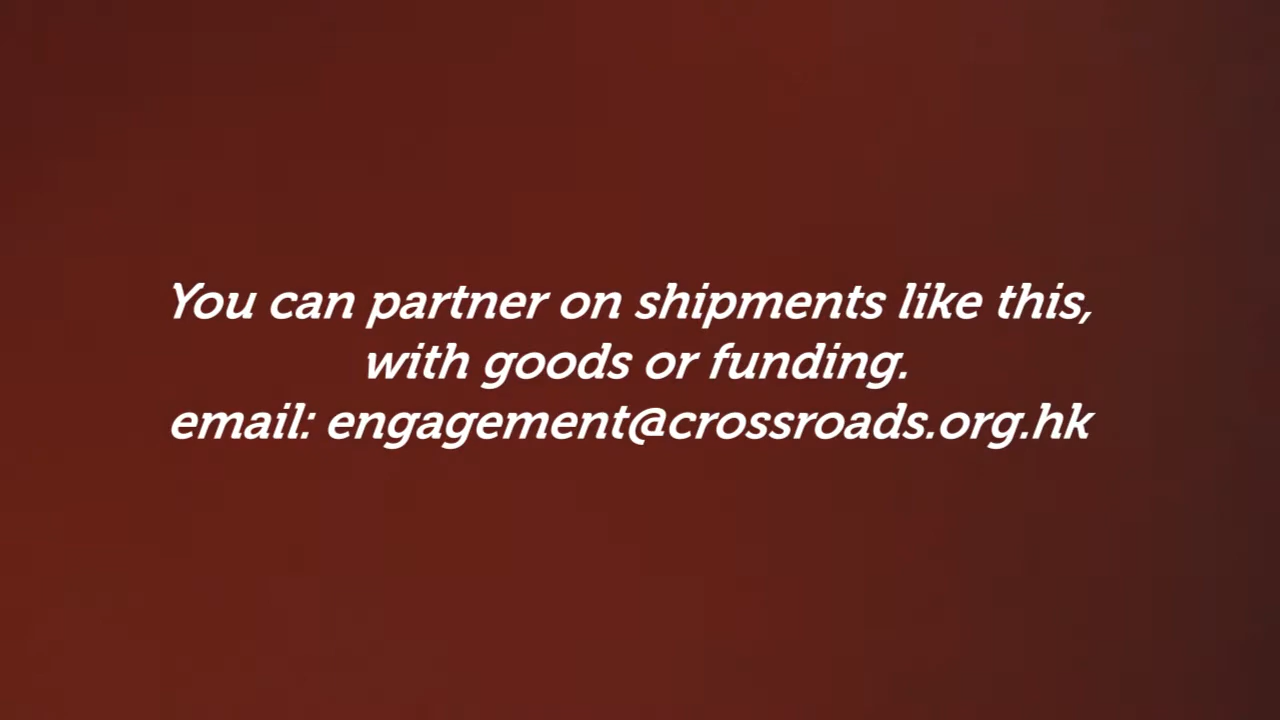 You can partner on shipments like this,
with goods or funding.
email: engagement@crossroads.org.hk